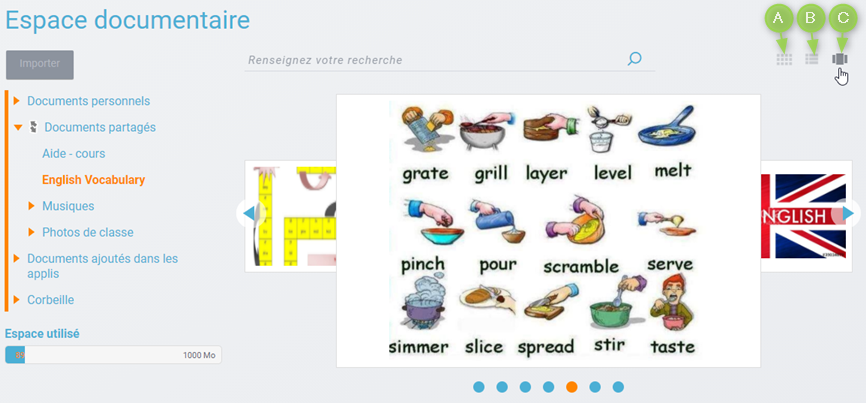 Espace documentaire
A B C
Importer
Renseignez votre recherche
Documents personnels
Documents partagés
Aide - cours
English Vocabulary
Musiques
Photos de classe
Documents ajoutés dans les
applis
Corbeille
Espace utilisé
1000 Mo
grate grill layer level melt
pinch pour scramble serve
simmer slice spread stir taste
NGLISH